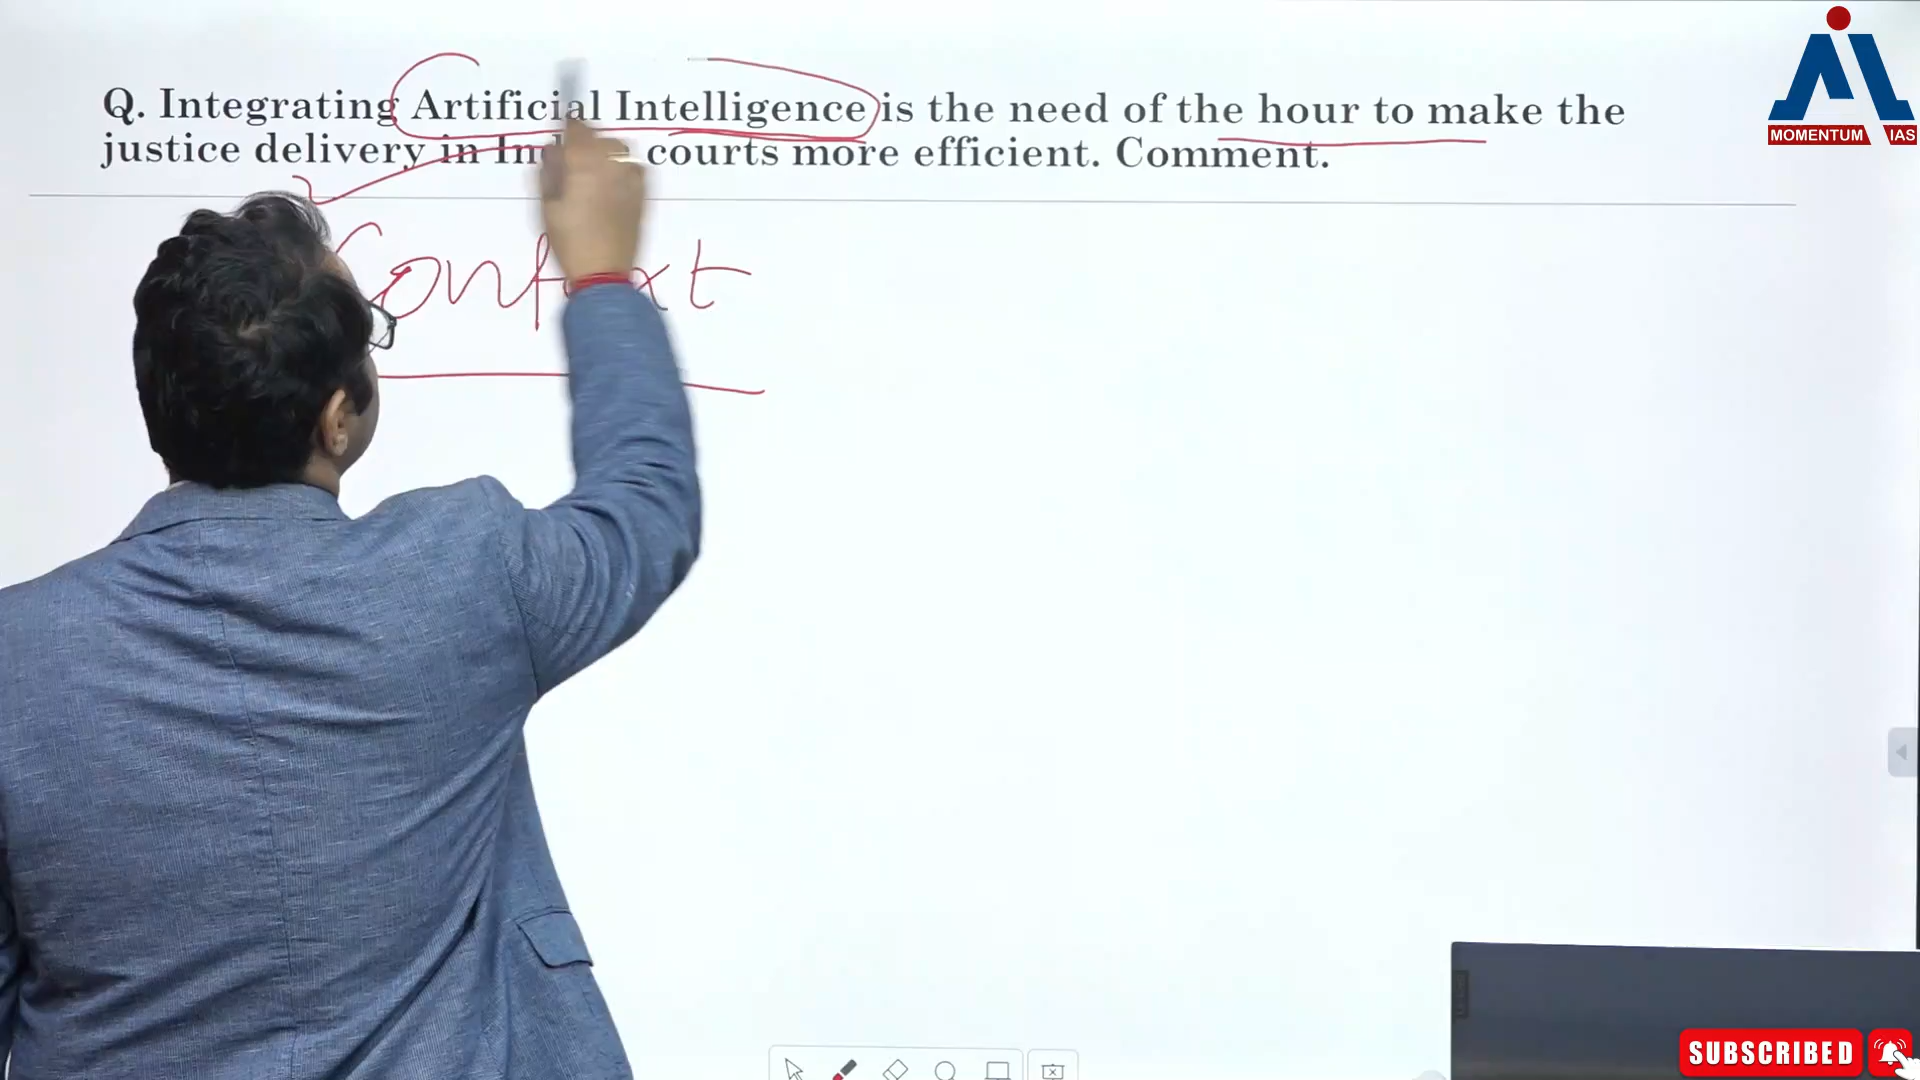 Q. Integrating Artificial Intelligence is the need of the hour to make the
justice delivery in courts more efficient. Comment.
Context
MOMENTUM IAS
SUBSCRIBED